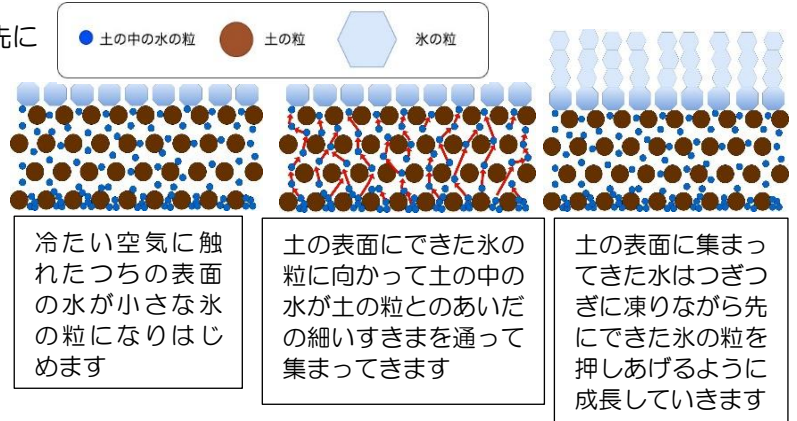 先に
土の中の水の粒
土の粒
氷の粒
冷たい空気に触
れたつちの表面
の水が小さな氷
の粒になりはじ
めます
土の表面にできた氷の
粒に向かって土の中の
水が土の粒とのあいだ
の細いすきまを通って
集まってきます
土の表面に集まっ
てきた水はつぎつ
ぎに凍りながら先
にできた氷の粒を
押しあげるように
成長していきます